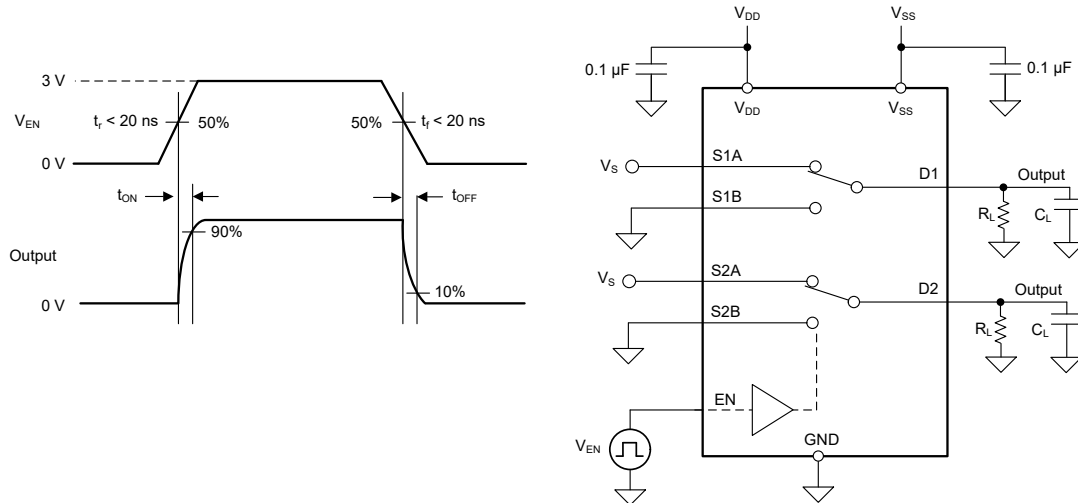 3 V
V_EN
t_r < 20 ns
50%
50%
t_f < 20 ns
0 V
t_ON
t_OFF
90%
Output
10%
0 V
V_DD
V_SS
0.1 µF
0.1 µF
V_DD
V_SS
V_S
S1A
D1
Output
S1B
R_L
C_L
V_S
S2A
D2
Output
S2B
R_L
C_L
EN
V_EN
GND